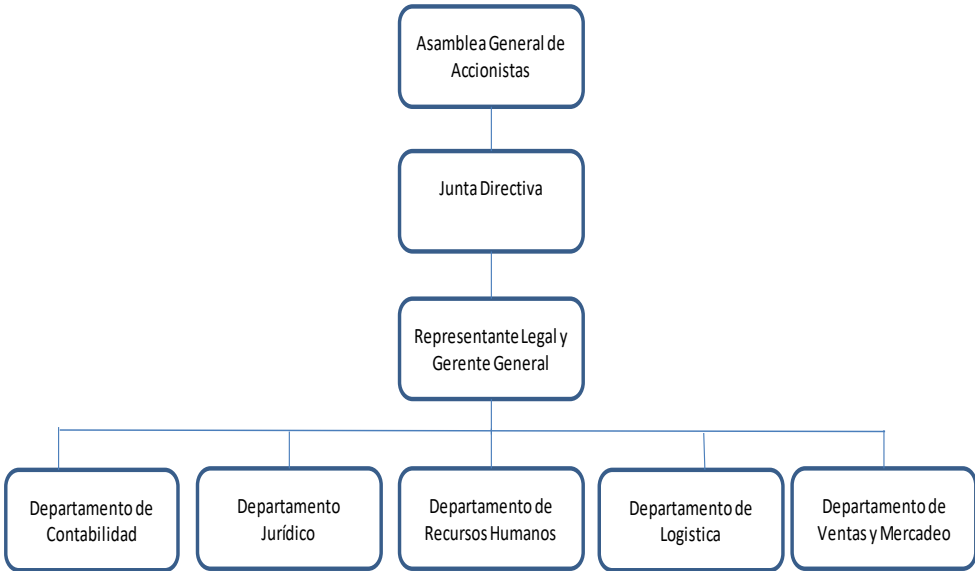 Asamblea General de
Accionistas
Junta Directiva
Representante Legal y
Gerente General
Departamento de
Contabilidad
Departamento
Jurídico
Departamento de
Recursos Humanos
Departamento de
Logistica
Departamento de
Ventas y Mercadeo